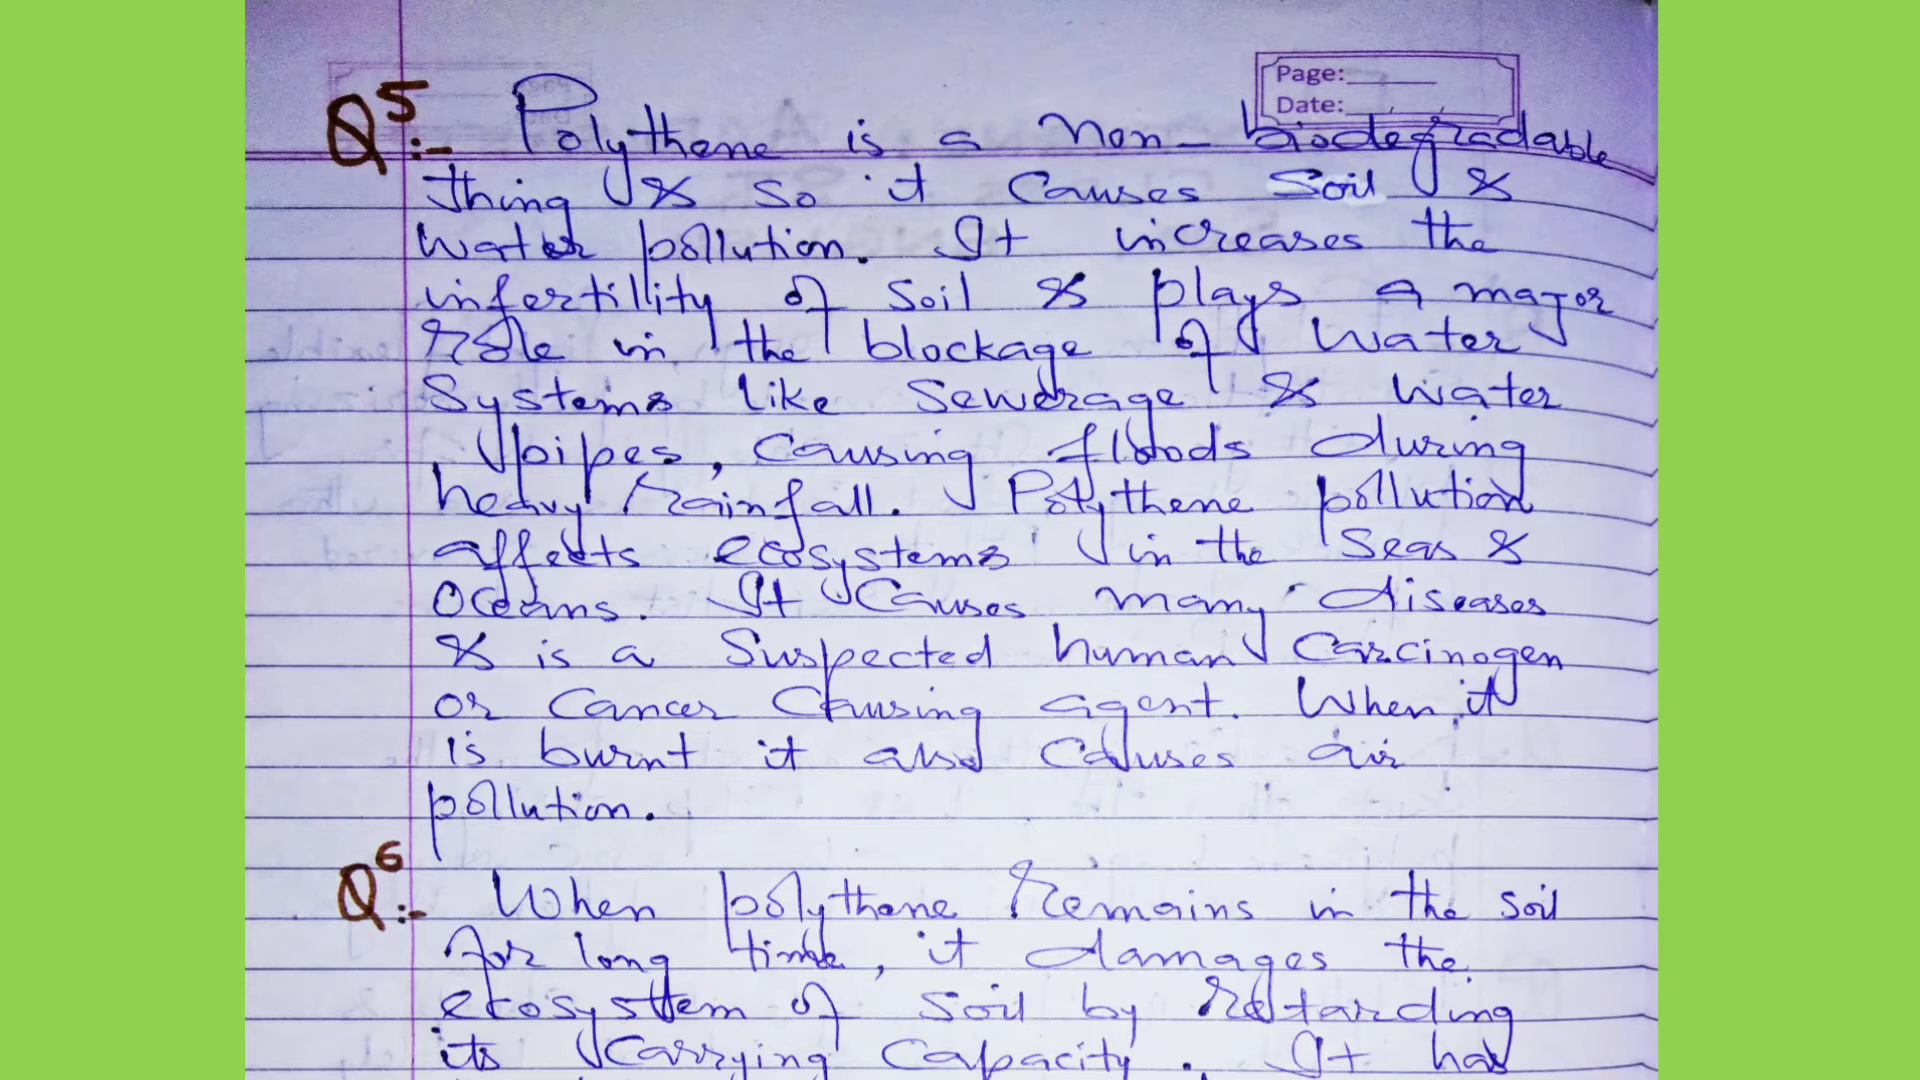 Page:
Date:
Q5:- Polythene is a non-biodegradable
thing & so it causes soil &
water pollution. It increases the
infertillity of soil & plays a major
role in the blockage of water
systems like sewerage & water
pipes, causing floods during
heavy rainfall. Polythene pollution
affects ecosystems in the seas &
oceans. It causes many diseases
& is a suspected human carcinogen
or cancer causing agent. When it
is burnt it also causes air
pollution.
Q6:- When polythene remains in the soil
for long time, it damages the
ecosystem of soil by retarding
its carrying capacity. It has